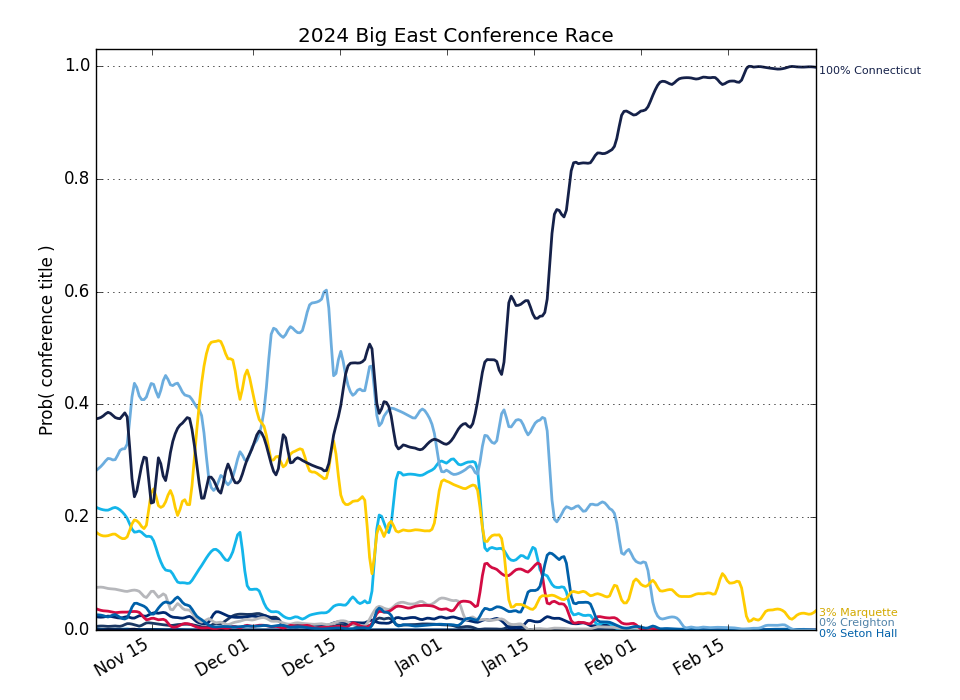 2024 Big East Conference Race
Prob( conference title )
1.0
0.8
0.6
0.4
0.2
0.0
100% Connecticut
3% Marquette
0% Creighton
0% Seton Hall
Nov 15
Dec 01
Dec 15
Jan 01
Jan 15
Feb 01
Feb 15